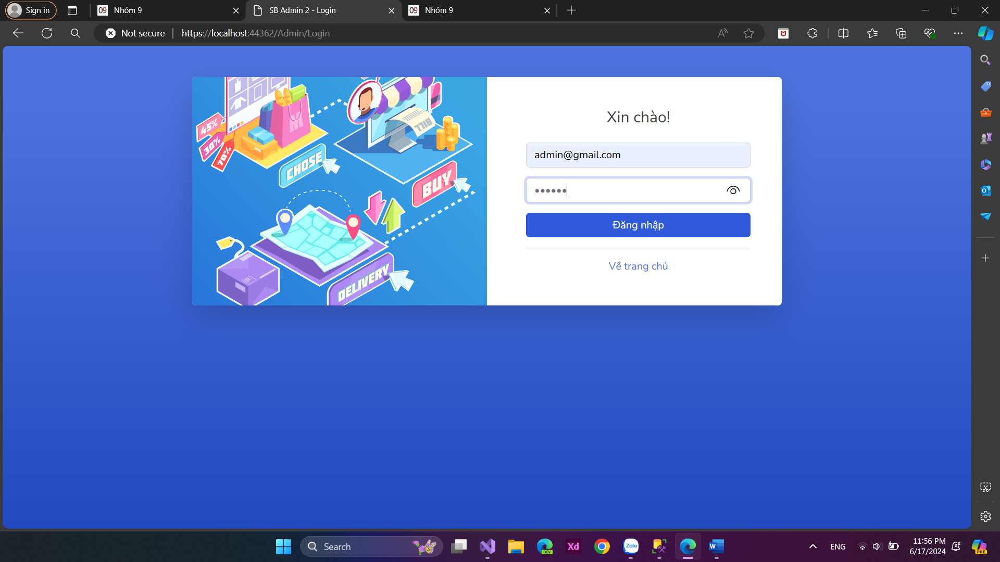 Sign in
09 Nhóm 9
SB Admin 2 - Login
09 Nhóm 9
Not secure
https://localhost:44362/Admin/Login
Xin chào!
admin@gmail.com
••••••
Đăng nhập
Về trang chủ
45%
30%
70%
CHOSE
BILL
BUY
DELIVERY
Search
DEV
Xd
Zalo
W
ENG
11:56 PM
6/17/2024
PRE